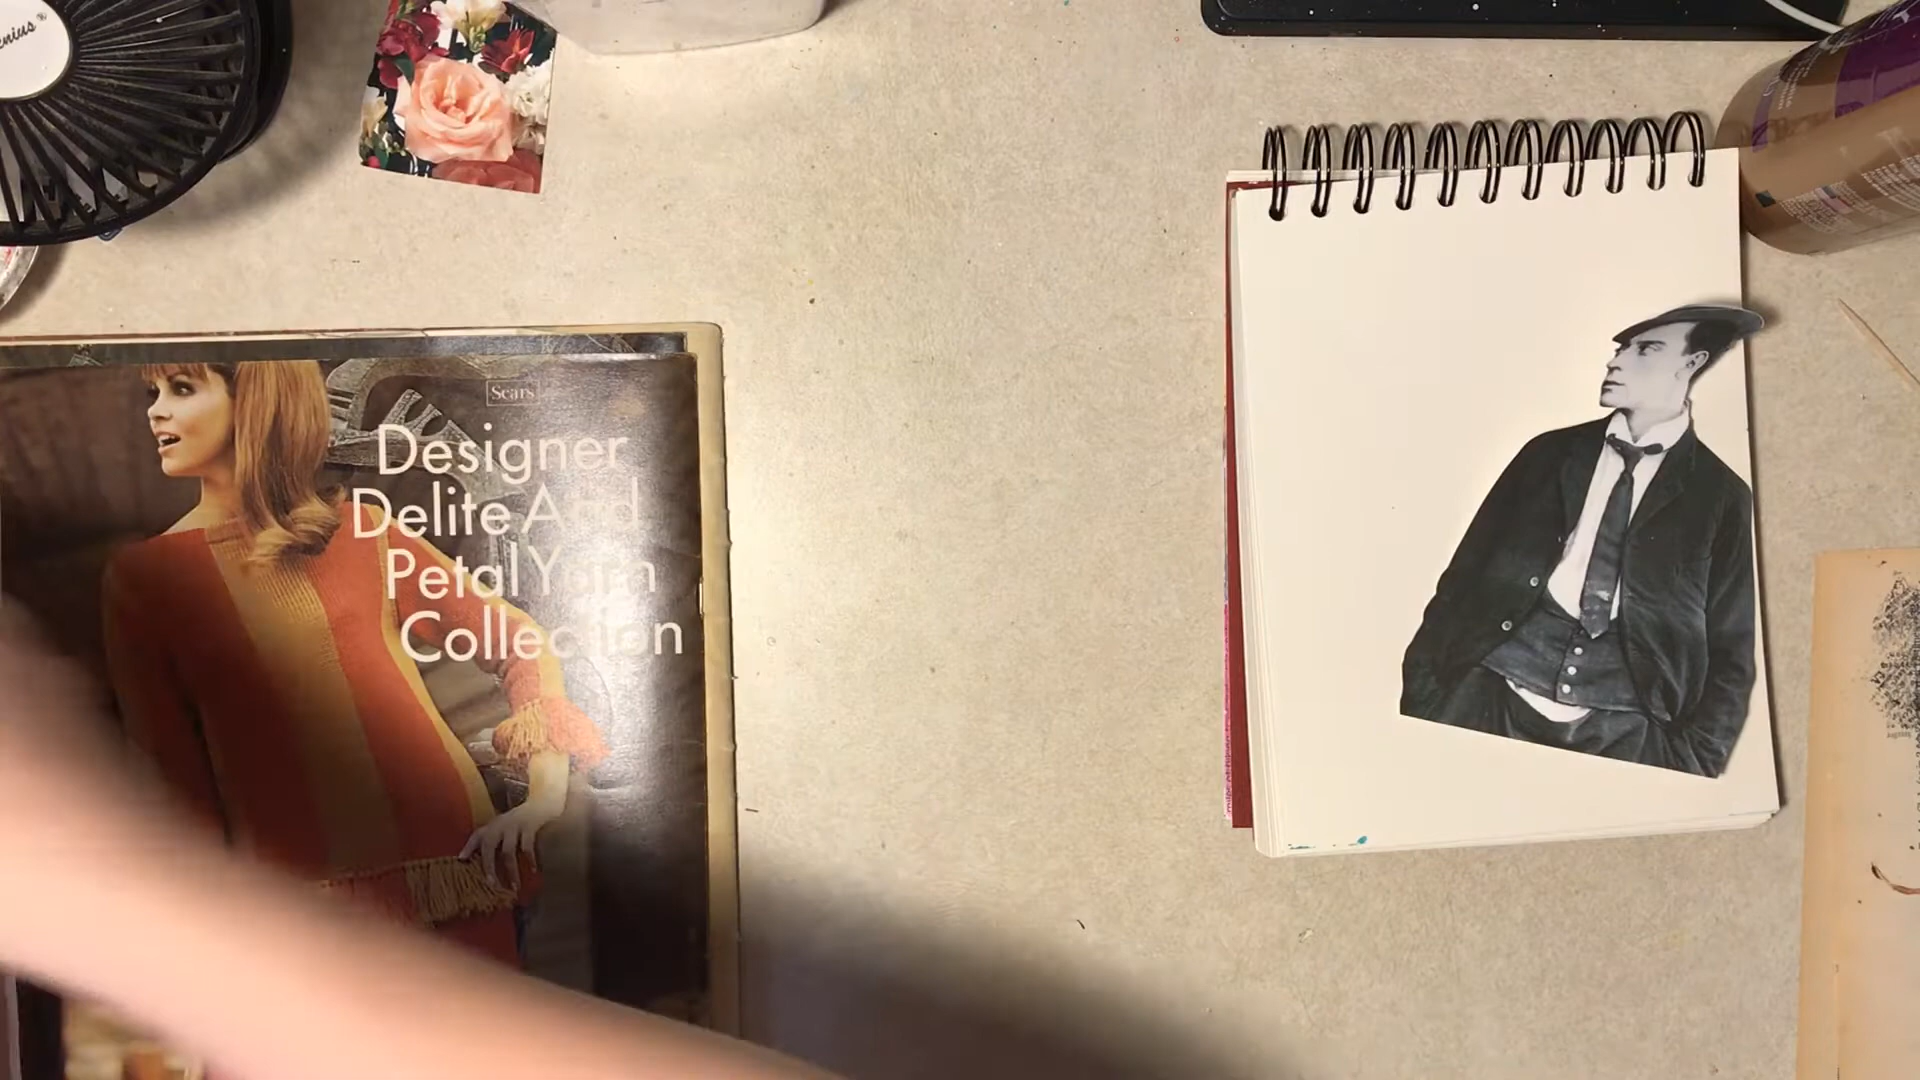 Sears
Designer
Delite And
Petal Yarn
Collection